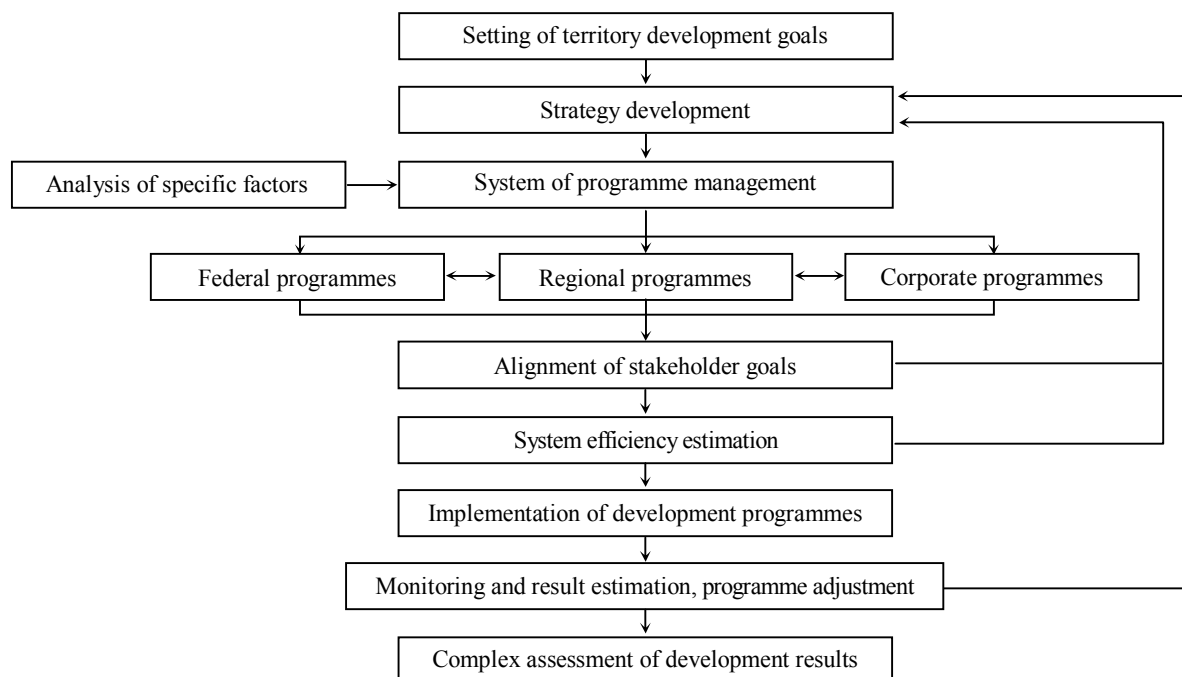 Setting of territory development goals
Strategy development
Analysis of specific factors
System of programme management
Federal programmes
Regional programmes
Corporate programmes
Alignment of stakeholder goals
System efficiency estimation
Implementation of development programmes
Monitoring and result estimation, programme adjustment
Complex assessment of development results